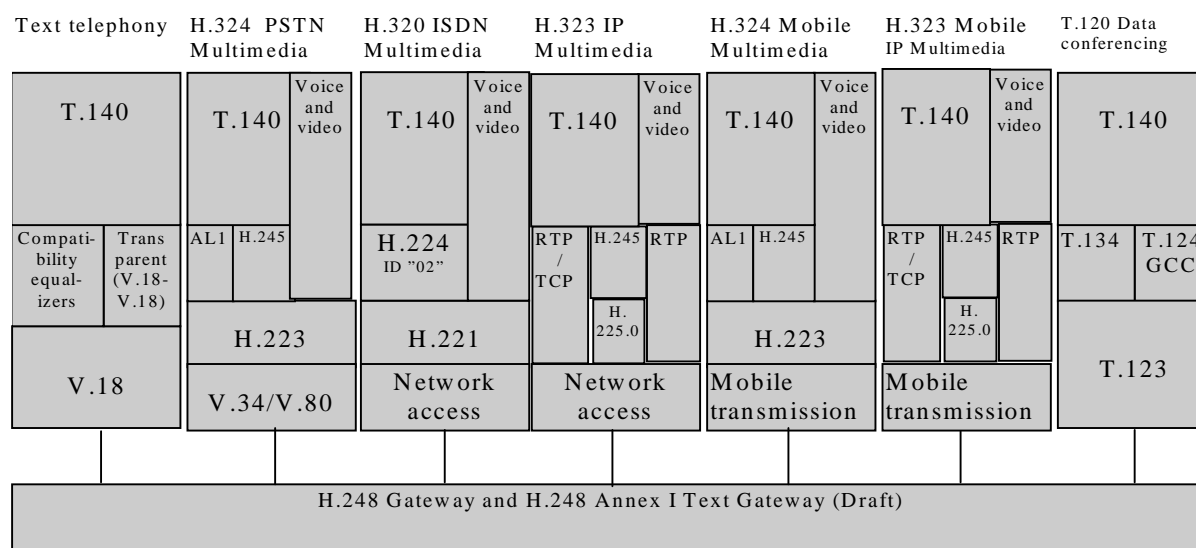 Text telephony
H.324 PSTN
Multimedia
H.320 ISDN
Multimedia
H.323 IP
Multimedia
H.324 Mobile
Multimedia
H.323 Mobile
IP Multimedia
T.120 Data
conferencing
T.140
Compati-
bility
equal-
izers
Trans
parent
(V.18-
V.18)
V.18
T.140
Voice
and
video
AL1
H.245
H.223
V.34/V.80
T.140
Voice
and
video
H.224
ID "02"
H.221
Network
access
T.140
Voice
and
video
RTP
/
TCP
H.245
H.
225.0
RTP
Network
access
T.140
Voice
and
video
AL1
H.245
H.223
Mobile
transmission
T.140
Voice
and
video
RTP
/
TCP
H.245
H.
225.0
RTP
Mobile
transmission
T.140
T.134
T.124
GCC
T.123
H.248 Gateway and H.248 Annex I Text Gateway (Draft)